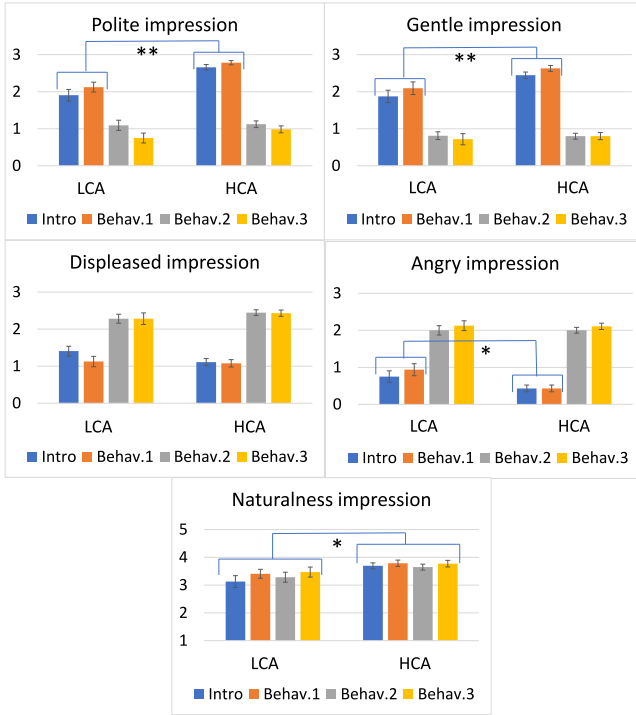 Polite impression
3
2
1
0
**
LCA HCA
Intro Behav.1 Behav.2 Behav.3
Gentle impression
3
2
1
0
**
LCA HCA
Intro Behav.1 Behav.2 Behav.3
Displeased impression
3
2
1
0
LCA HCA
Intro Behav.1 Behav.2 Behav.3
Angry impression
3
2
1
0
*
LCA HCA
Intro Behav.1 Behav.2 Behav.3
Naturalness impression
5
4
3
2
1
*
LCA HCA
Intro Behav.1 Behav.2 Behav.3